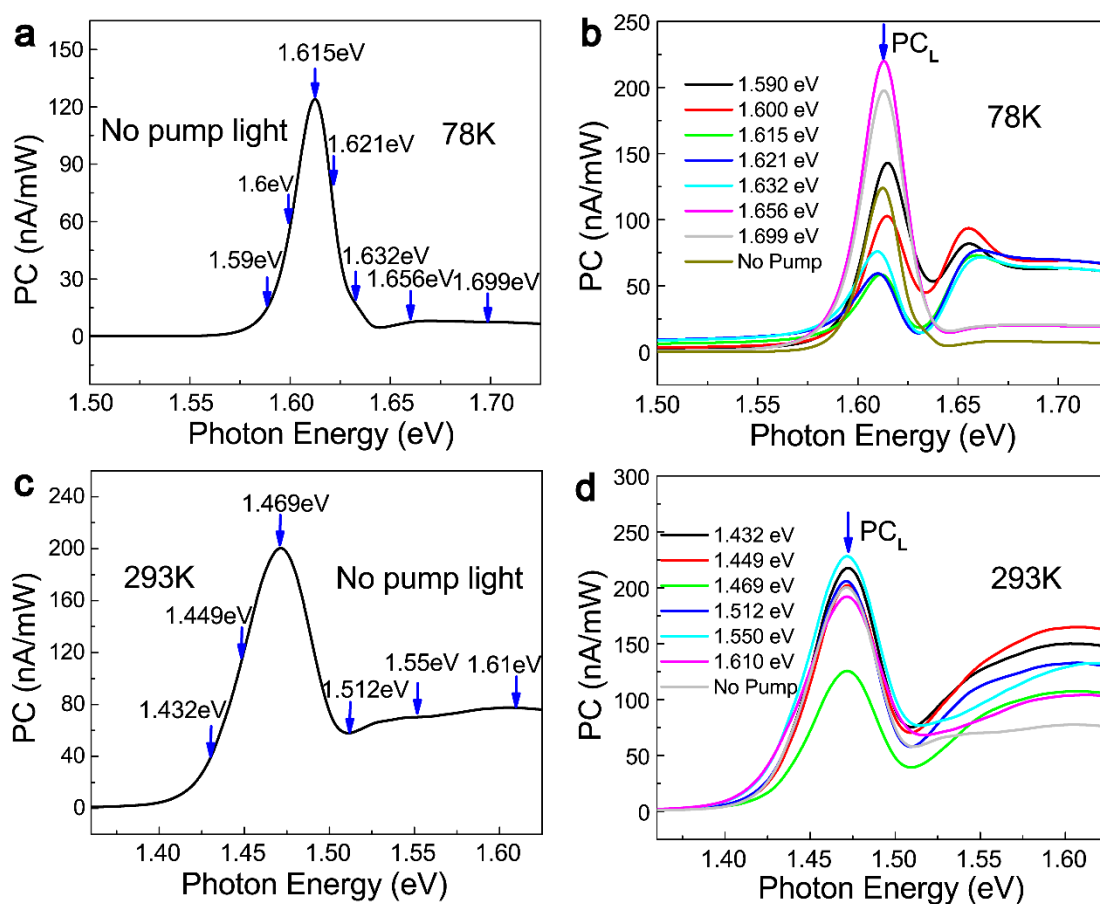 a
150
120
90
60
30
0
1.615eV
No pump light
78K
1.621eV
1.6eV
1.59eV
1.632eV
1.656eV
1.699eV
1.50
1.55
1.60
1.65
1.70
PC (nA/mW)
Photon Energy (eV)
b
250
200
150
100
50
0
PCL
1.590 eV
1.600 eV
1.615 eV
1.621 eV
1.632 eV
1.656 eV
1.699 eV
No Pump
78K
1.50
1.55
1.60
1.65
1.70
PC (nA/mW)
Photon Energy (eV)
c
240
200
160
120
80
40
0
1.469eV
293K
No pump light
1.449eV
1.432eV
1.512eV
1.55eV
1.61eV
1.40
1.45
1.50
1.55
1.60
PC (nA/mW)
Photon Energy (eV)
d
300
250
200
150
100
50
0
PCL
1.432 eV
1.449 eV
1.469 eV
1.512 eV
1.550 eV
1.610 eV
No Pump
293K
1.40
1.45
1.50
1.55
1.60
PC (nA/mW)
Photon Energy (eV)